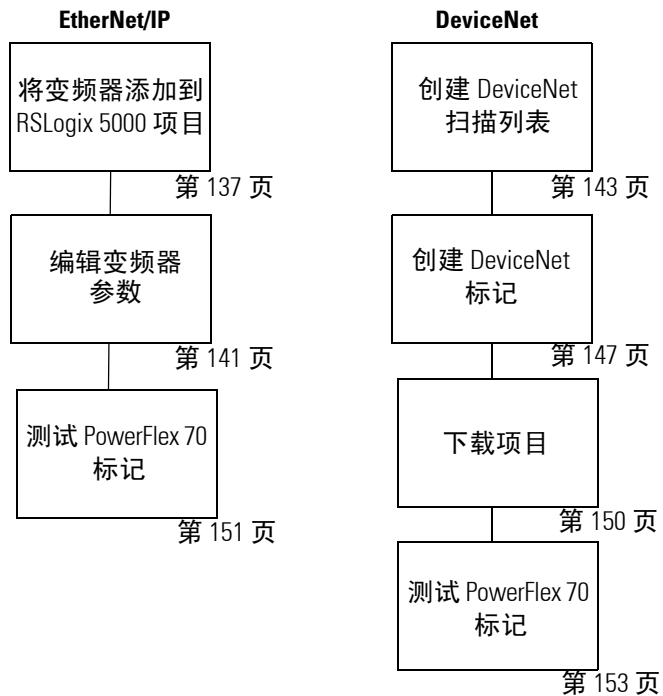 EtherNet/IP
将变频器添加到
RSLogix 5000 项目
第 137 页
编辑变频器
参数
第 141 页
测试 PowerFlex 70
标记
第 151 页
DeviceNet
创建 DeviceNet
扫描列表
第 143 页
创建 DeviceNet
标记
第 147 页
下载项目
第 150 页
测试 PowerFlex 70
标记
第 153 页